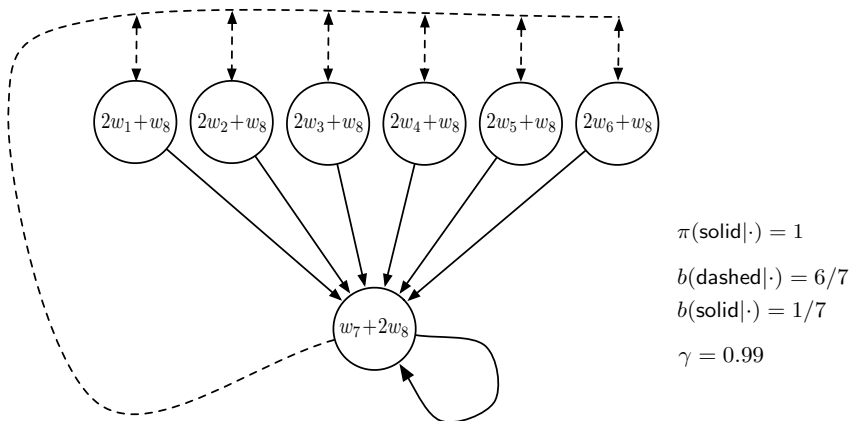 2w₁+w₈ 2w₂+w₈ 2w₃+w₈ 2w₄+w₈ 2w₅+w₈ 2w₆+w₈
π(solid|·) = 1
b(dashed|·) = 6/7
b(solid|·) = 1/7
w₇+2w₈
γ = 0.99